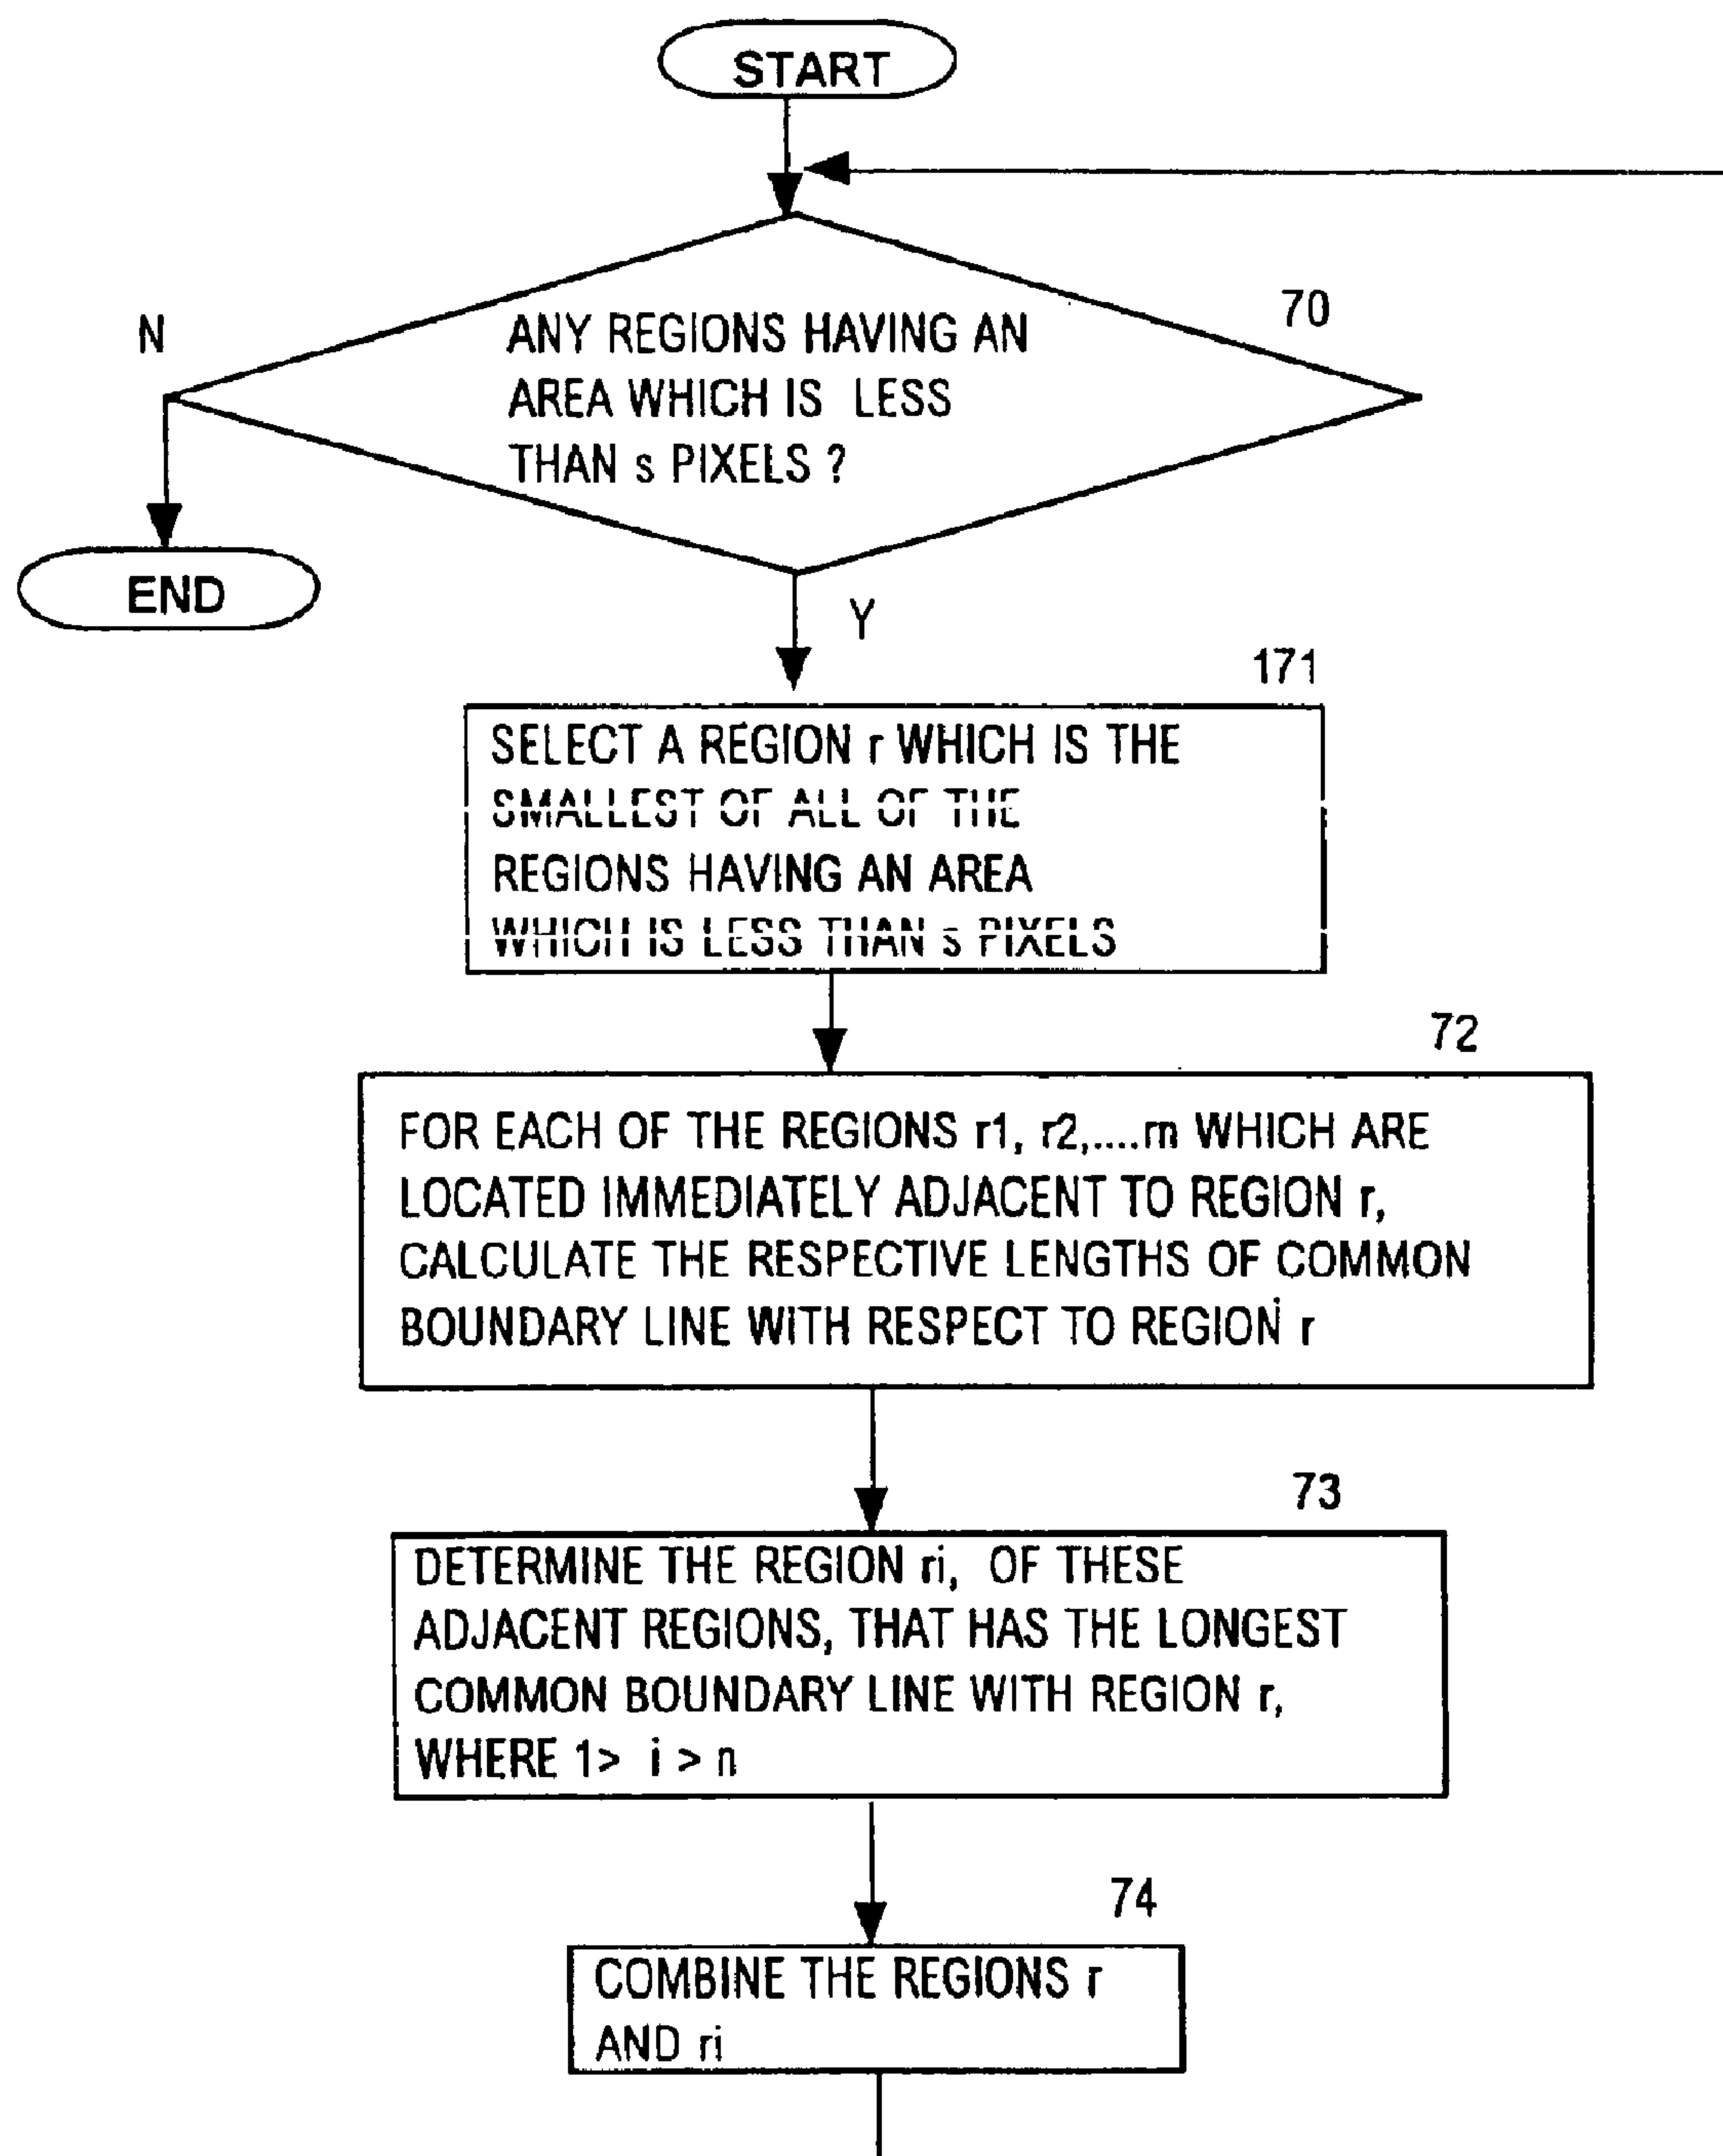 START
70
N
ANY REGIONS HAVING AN
AREA WHICH IS LESS
THAN s PIXELS ?
END
Y
171
SELECT A REGION r WHICH IS THE
SMALLEST OF ALL OF THE
REGIONS HAVING AN AREA
WHICH IS LESS THAN s PIXELS
72
FOR EACH OF THE REGIONS r1, r2,....rn WHICH ARE
LOCATED IMMEDIATELY ADJACENT TO REGION r,
CALCULATE THE RESPECTIVE LENGTHS OF COMMON
BOUNDARY LINE WITH RESPECT TO REGION r
73
DETERMINE THE REGION ri, OF THESE
ADJACENT REGIONS, THAT HAS THE LONGEST
COMMON BOUNDARY LINE WITH REGION r,
WHERE 1> i > n
74
COMBINE THE REGIONS r
AND ri